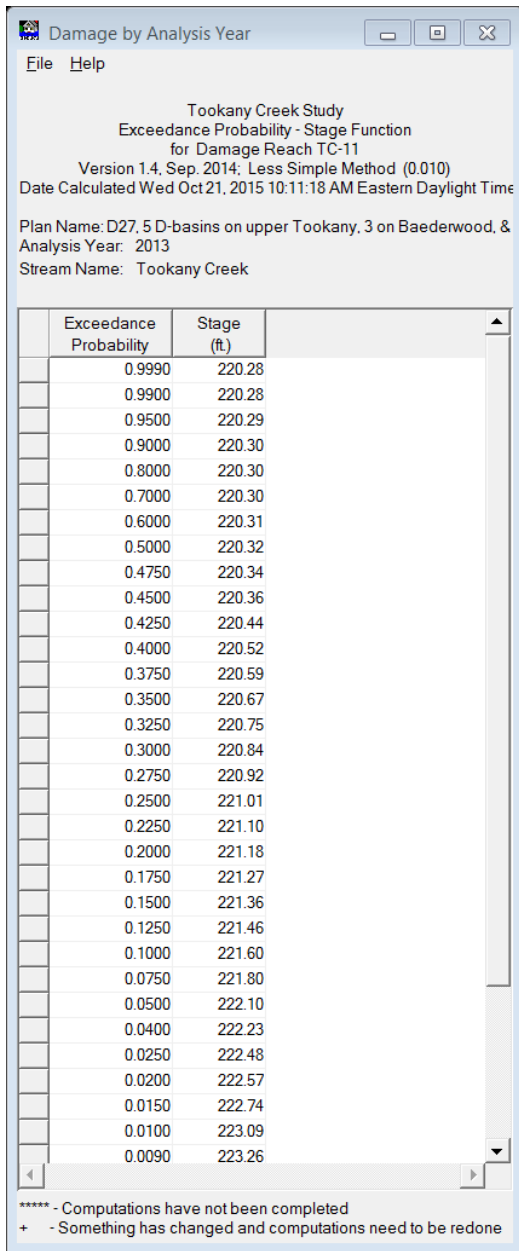 Damage by Analysis Year
File Help
Tookany Creek Study
Exceedance Probability - Stage Function
for Damage Reach TC-11
Version 1.4, Sep. 2014; Less Simple Method (0.010)
Date Calculated Wed Oct 21, 2015 10:11:18 AM Eastern Daylight Time
Plan Name: D27, 5 D-basins on upper Tookany, 3 on Baederwood, &
Analysis Year: 2013
Stream Name: Tookany Creek
Exceedance Probability Stage (ft.)
0.9990 220.28
0.9900 220.28
0.9500 220.29
0.9000 220.30
0.8000 220.30
0.7000 220.30
0.6000 220.31
0.5000 220.32
0.4750 220.34
0.4500 220.36
0.4250 220.44
0.4000 220.52
0.3750 220.59
0.3500 220.67
0.3250 220.75
0.3000 220.84
0.2750 220.92
0.2500 221.01
0.2250 221.10
0.2000 221.18
0.1750 221.27
0.1500 221.36
0.1250 221.46
0.1000 221.60
0.0750 221.80
0.0500 222.10
0.0400 222.23
0.0250 222.48
0.0200 222.57
0.0150 222.74
0.0100 223.09
0.0090 223.26
***** - Computations have not been completed
+ - Something has changed and computations need to be redone